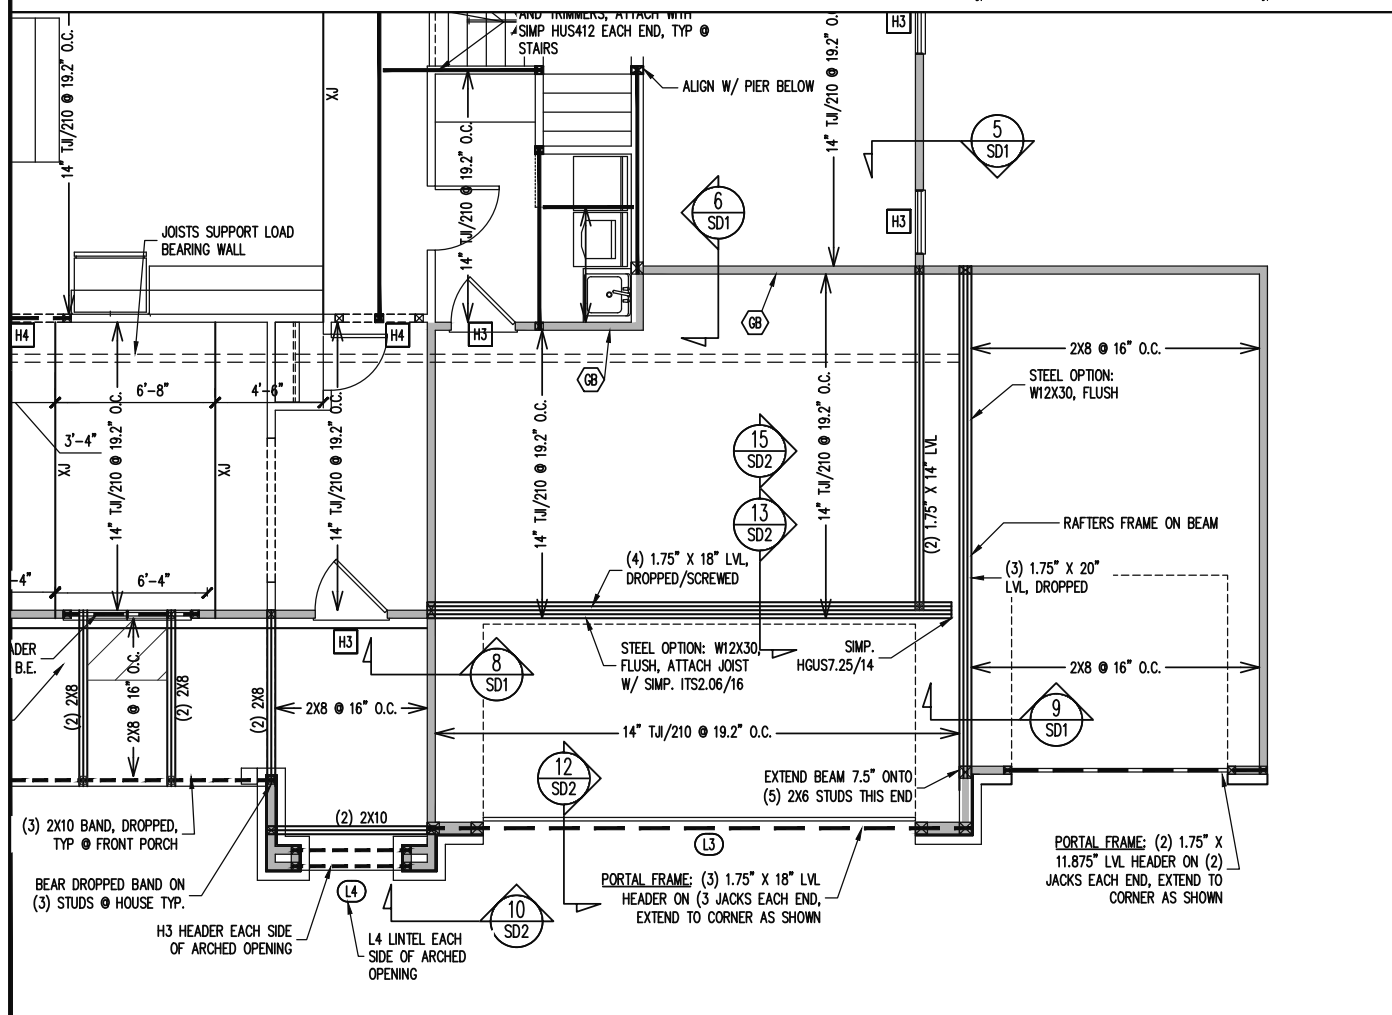 AND TRIMMERS, ATTACH WITH
SIMP HUS412 EACH END, TYP @
STAIRS
H3
14" TJI/210 @ 19.2" O.C.
XJ
14" TJI/210 @ 19.2" O.C.
ALIGN W/ PIER BELOW
14" TJI/210 @ 19.2" O.C.
5
SD1
6
SD1
H3
JOISTS SUPPORT LOAD
BEARING WALL
H4
H4
H3
GB
GB
2X8 @ 16" O.C.
STEEL OPTION:
W12X30, FLUSH
6'-8"
4'-6"
3'-4"
XJ
XJ
14" TJI/210 @ 19.2" O.C.
14" TJI/210 @ 19.2" O.C.
14" TJI/210 @ 19.2" O.C.
14" TJI/210 @ 19.2" O.C.
15
SD2
13
SD2
(2) 1.75" X 14" LVL
RAFTERS FRAME ON BEAM
(4) 1.75" X 18" LVL,
DROPPED/SCREWED
(3) 1.75" X 20"
LVL, DROPPED
-4"
6'-4"
ADER
B.E.
H3
8
SD1
STEEL OPTION: W12X30,
FLUSH, ATTACH JOIST
W/ SIMP. ITS2.06/16
SIMP.
HGUS7.25/14
2X8 @ 16" O.C.
(2) 2X8
2X8 @ 16" O.C.
(2) 2X8
(2) 2X8
2X8 @ 16" O.C.
9
SD1
14" TJI/210 @ 19.2" O.C.
12
SD2
EXTEND BEAM 7.5" ONTO
(5) 2X6 STUDS THIS END
(3) 2X10 BAND, DROPPED,
TYP @ FRONT PORCH
(2) 2X10
L3
PORTAL FRAME: (2) 1.75" X
11.875" LVL HEADER ON (2)
JACKS EACH END, EXTEND TO
CORNER AS SHOWN
BEAR DROPPED BAND ON
(3) STUDS @ HOUSE TYP.
L4
PORTAL FRAME: (3) 1.75" X 18" LVL
HEADER ON (3 JACKS EACH END,
EXTEND TO CORNER AS SHOWN
10
SD2
H3 HEADER EACH SIDE
OF ARCHED OPENING
L4 LINTEL EACH
SIDE OF ARCHED
OPENING